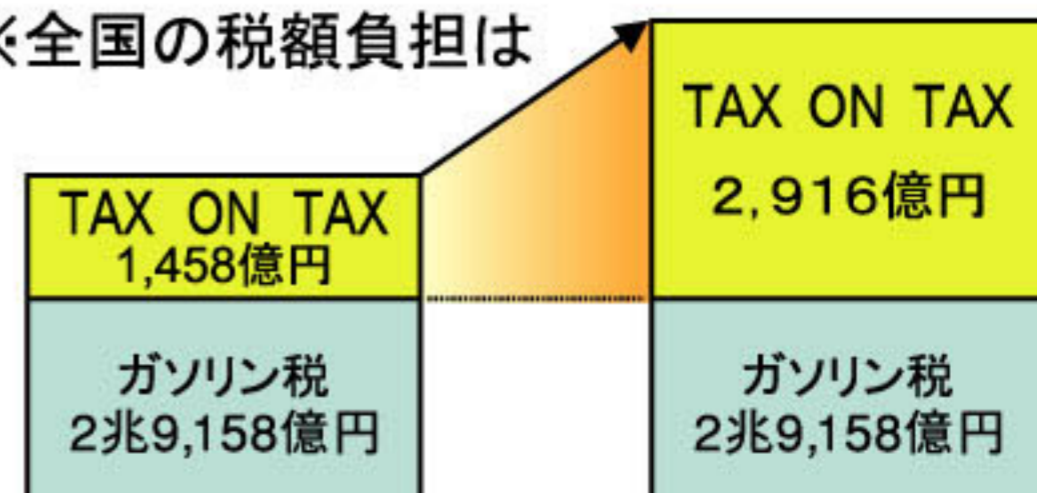 ※全国の税額負担は
TAX ON TAX
1,458億円
ガソリン税
2兆9,158億円
TAX ON TAX
2,916億円
ガソリン税
2兆9,158億円